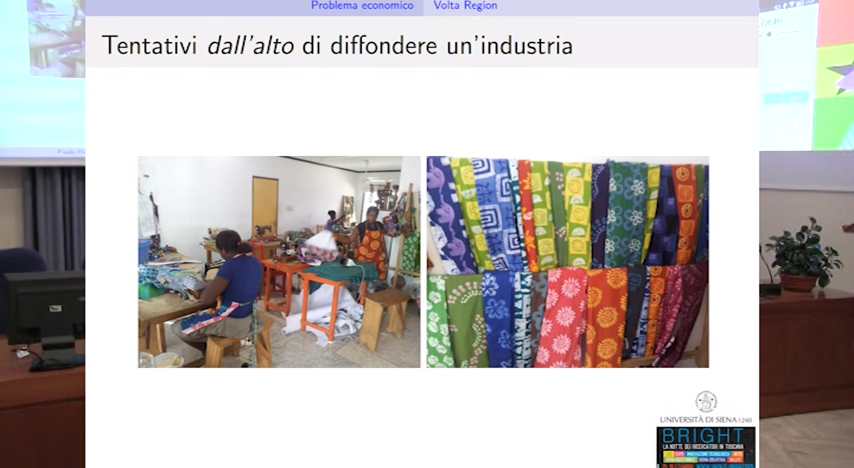 Problema economico Volta Region
Tentativi dall'alto di diffondere un'industria
UNIVERSITÀ DI SIENA 1240
BRIGHT
LA NOTTE DEI RICERCATORI IN TOSCANA